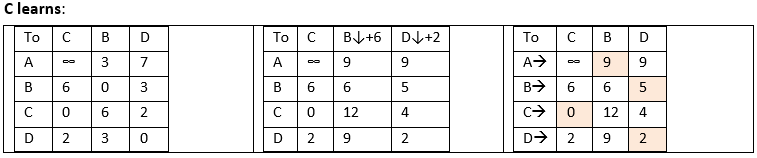 C learns:
To C B D
A ∞ 3 7
B 6 0 3
C 0 6 2
D 2 3 0
To C B↓+6 D↓+2
A ∞ 9 9
B 6 6 5
C 0 12 4
D 2 9 2
To C B D
A→ ∞ 9 9
B→ 6 6 5
C→ 0 12 4
D→ 2 9 2